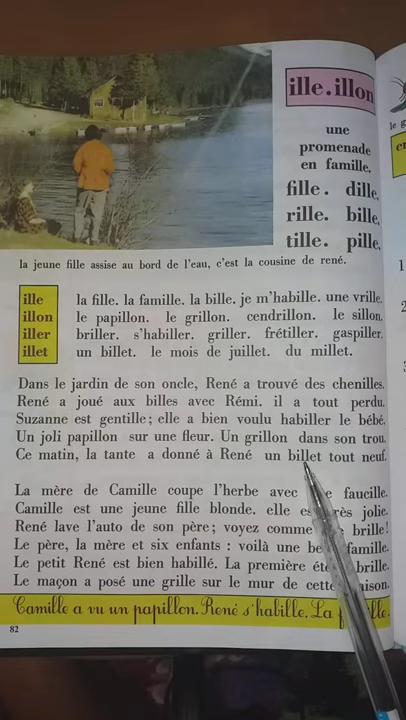 ille.illon
une
promenade
en famille.
fille. dille,
rille. bille,
tille. pille,
la jeune fille assise au bord de l'eau, c'est la cousine de rené.
ille la fille. la famille. la bille. je m'habille. une vrille.
illon le papillon. le grillon. cendrillon. le sillon.
iller briller. s'habiller. griller. frétiller. gaspiller.
illet un billet. le mois de juillet. du millet.
Dans le jardin de son oncle, René a trouvé des chenilles.
René a joué aux billes avec Rémi. il a tout perdu.
Suzanne est gentille; elle a bien voulu habiller le bébé.
Un joli papillon sur une fleur. Un grillon dans son trou.
Ce matin, la tante a donné à René un billet tout neuf.
La mère de Camille coupe l'herbe avec faucille.
Camille est une jeune fille blonde. elle jolie.
René lave l'auto de son père; voyez comme brille!
Le père, la mère et six enfants : voilà une famille.
Le petit René est bien habillé. La première brille.
Le maçon a posé une grille sur le mur de cette
Camille a vu un papillon. René s'habille. La
82
le
1
2
3